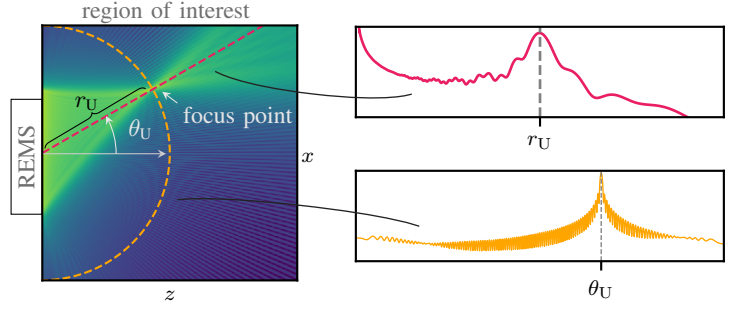 region of interest
REMS
r_U
θ_U
focus point
x
z
r_U
θ_U